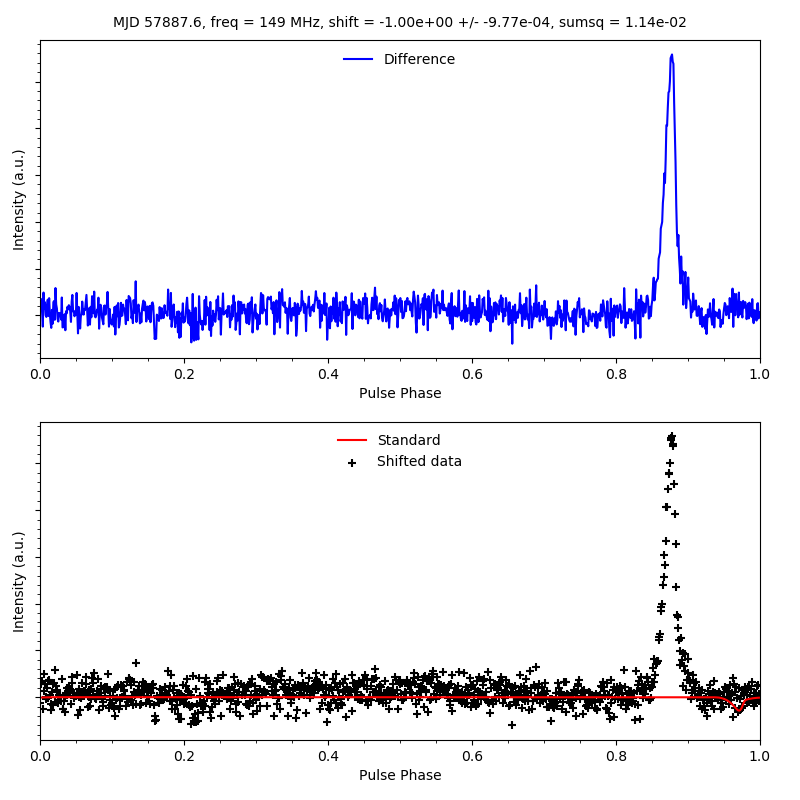 MJD 57887.6, freq = 149 MHz, shift = -1.00e+00 +/- -9.77e-04, sumsq = 1.14e-02
Difference
Intensity (a.u.)
0.0 0.2 0.4 0.6 0.8 1.0
Pulse Phase
Standard
Shifted data
Intensity (a.u.)
0.0 0.2 0.4 0.6 0.8 1.0
Pulse Phase